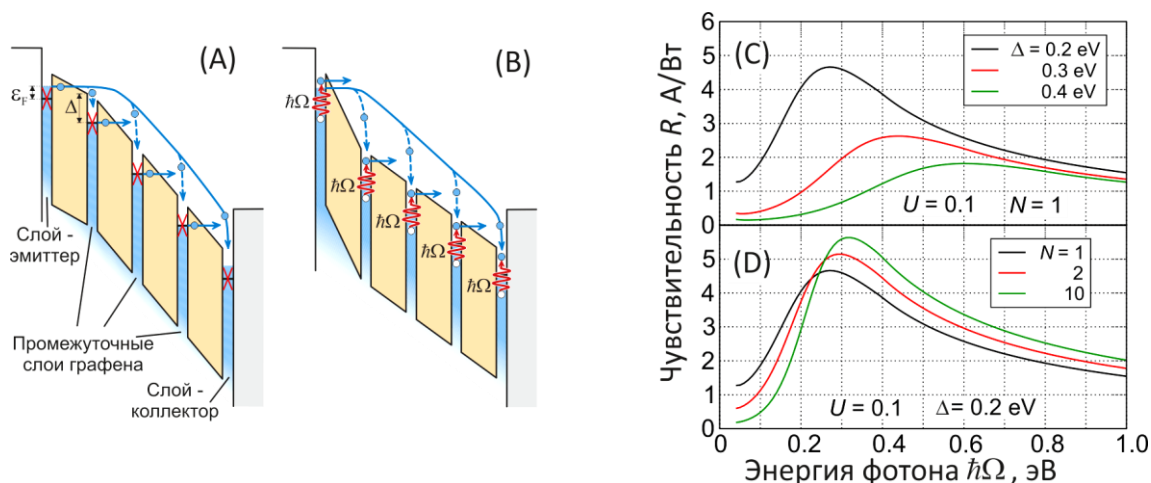 (A)
(B)
ε_F
Δ
ħΩ
ħΩ
ħΩ
ħΩ
ħΩ
Слой -
эмиттер
Промежуточные
слои графена
Слой -
коллектор
Чувствительность R, А/Вт
6
5
4
3
2
1
0
(C)
Δ = 0.2 eV
0.3 eV
0.4 eV
U = 0.1 N = 1
5
4
3
2
1
0
(D)
N = 1
2
10
U = 0.1 Δ= 0.2 eV
0 0.2 0.4 0.6 0.8 1.0
Энергия фотона ħΩ , эВ